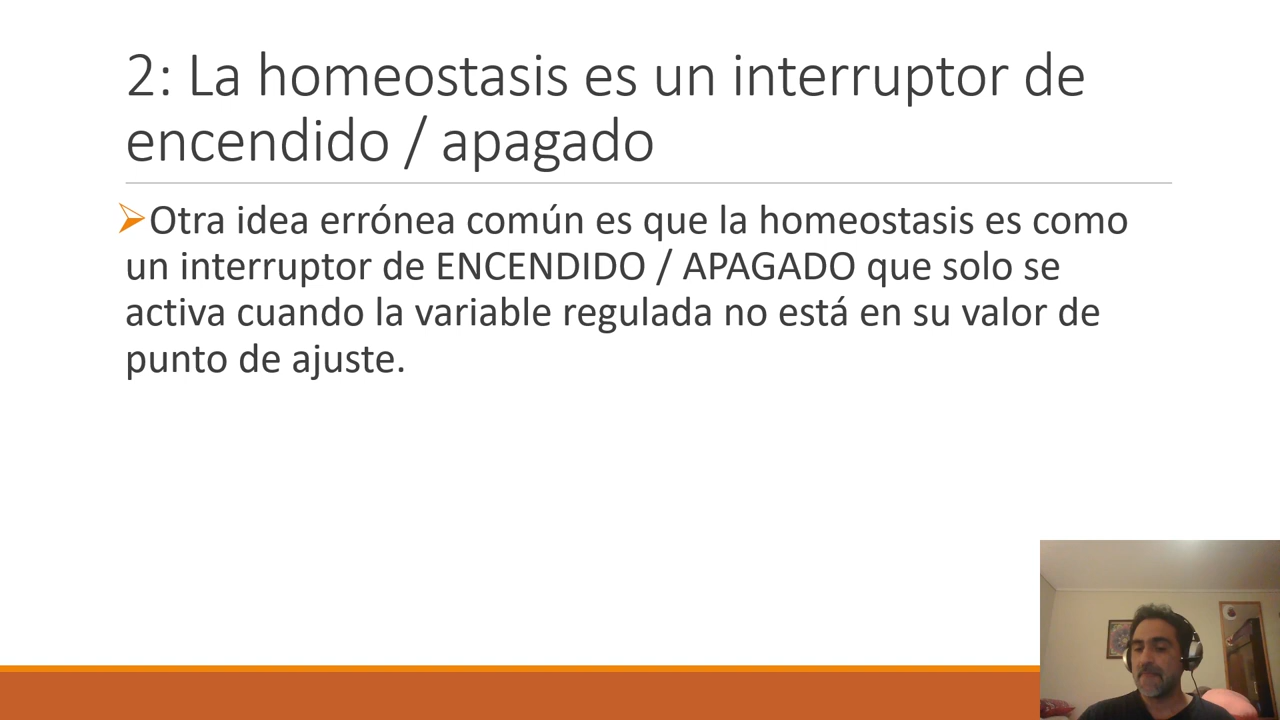 2: La homeostasis es un interruptor de
encendido / apagado
Otra idea errónea común es que la homeostasis es como
un interruptor de ENCENDIDO / APAGADO que solo se
activa cuando la variable regulada no está en su valor de
punto de ajuste.